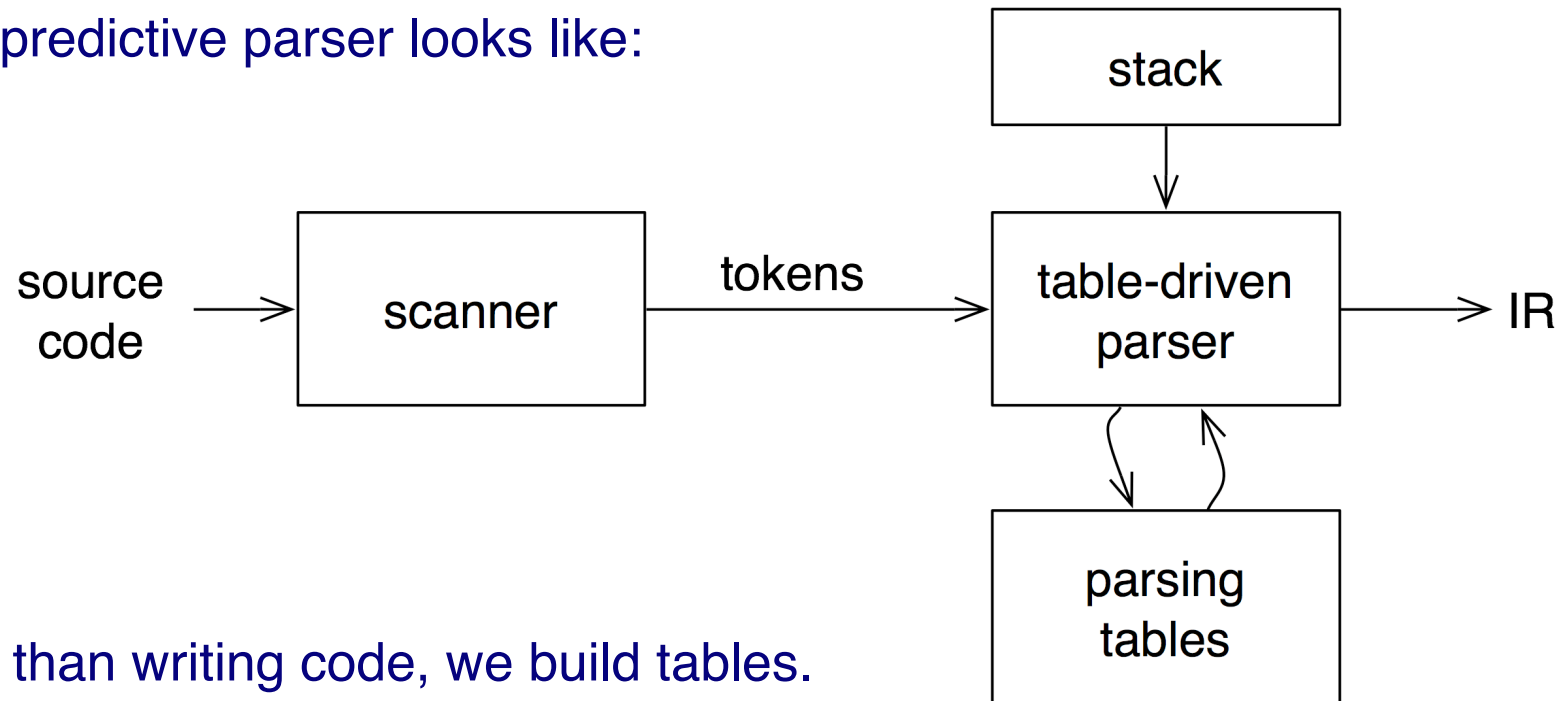 predictive parser looks like:
stack
source
code
scanner
tokens
table-driven
parser
IR
parsing
tables
than writing code, we build tables.